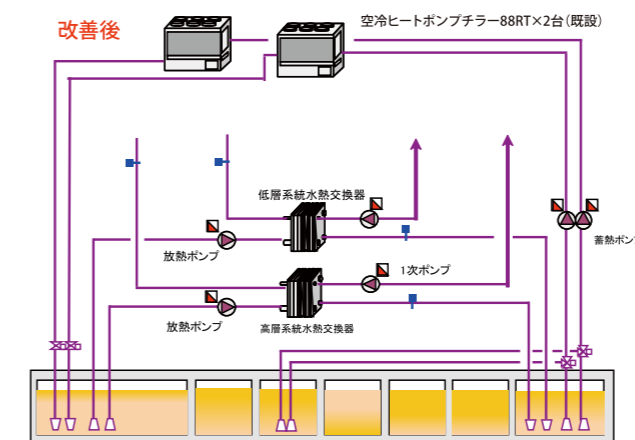 改善後
空冷ヒートポンプチラー88RT×2台（既設）
低層系統水熱交換器
放熱ポンプ
蓄熱ポンプ
1次ポンプ
放熱ポンプ
高層系統水熱交換器